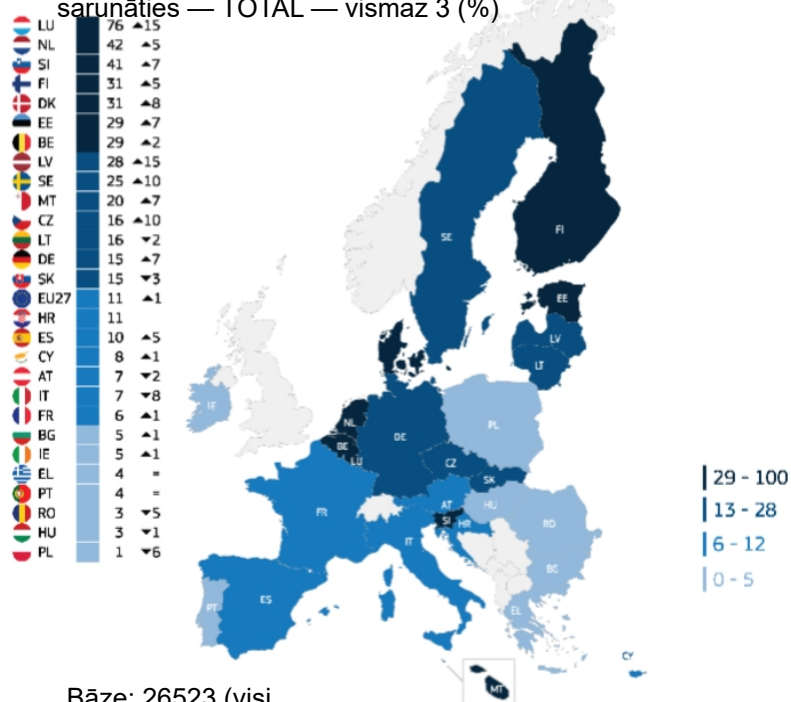 sarunāties — TOTAL — vismaz 3 (%)
LU 76 ▲15
NL 42 ▲5
SI 41 ▲7
FI 31 ▲5
DK 31 ▲8
EE 29 ▲7
BE 29 ▲2
LV 28 ▲15
SE 25 ▲10
MT 20 ▲7
CZ 16 ▲10
LT 16 ▼2
DE 15 ▲7
SK 15 ▼3
EU27 11 ▲1
HR 11
ES 10 ▲5
CY 8 ▲1
AT 7 ▼2
IT 7 ▼8
FR 6 ▲1
BG 5 ▲1
IE 5 ▲1
EL 4 =
PT 4 =
RO 3 ▼5
HU 3 ▼1
PL 1 ▼6
SE
FI
EE
LV
LT
IE
NL
BE
LU
DE
PL
CZ
SK
FR
AT
HU
SI
HR
RO
IT
BG
PT
ES
EL
CY
MT
29 - 100
13 - 28
6 - 12
0 - 5
Bāze: 26523 (visi